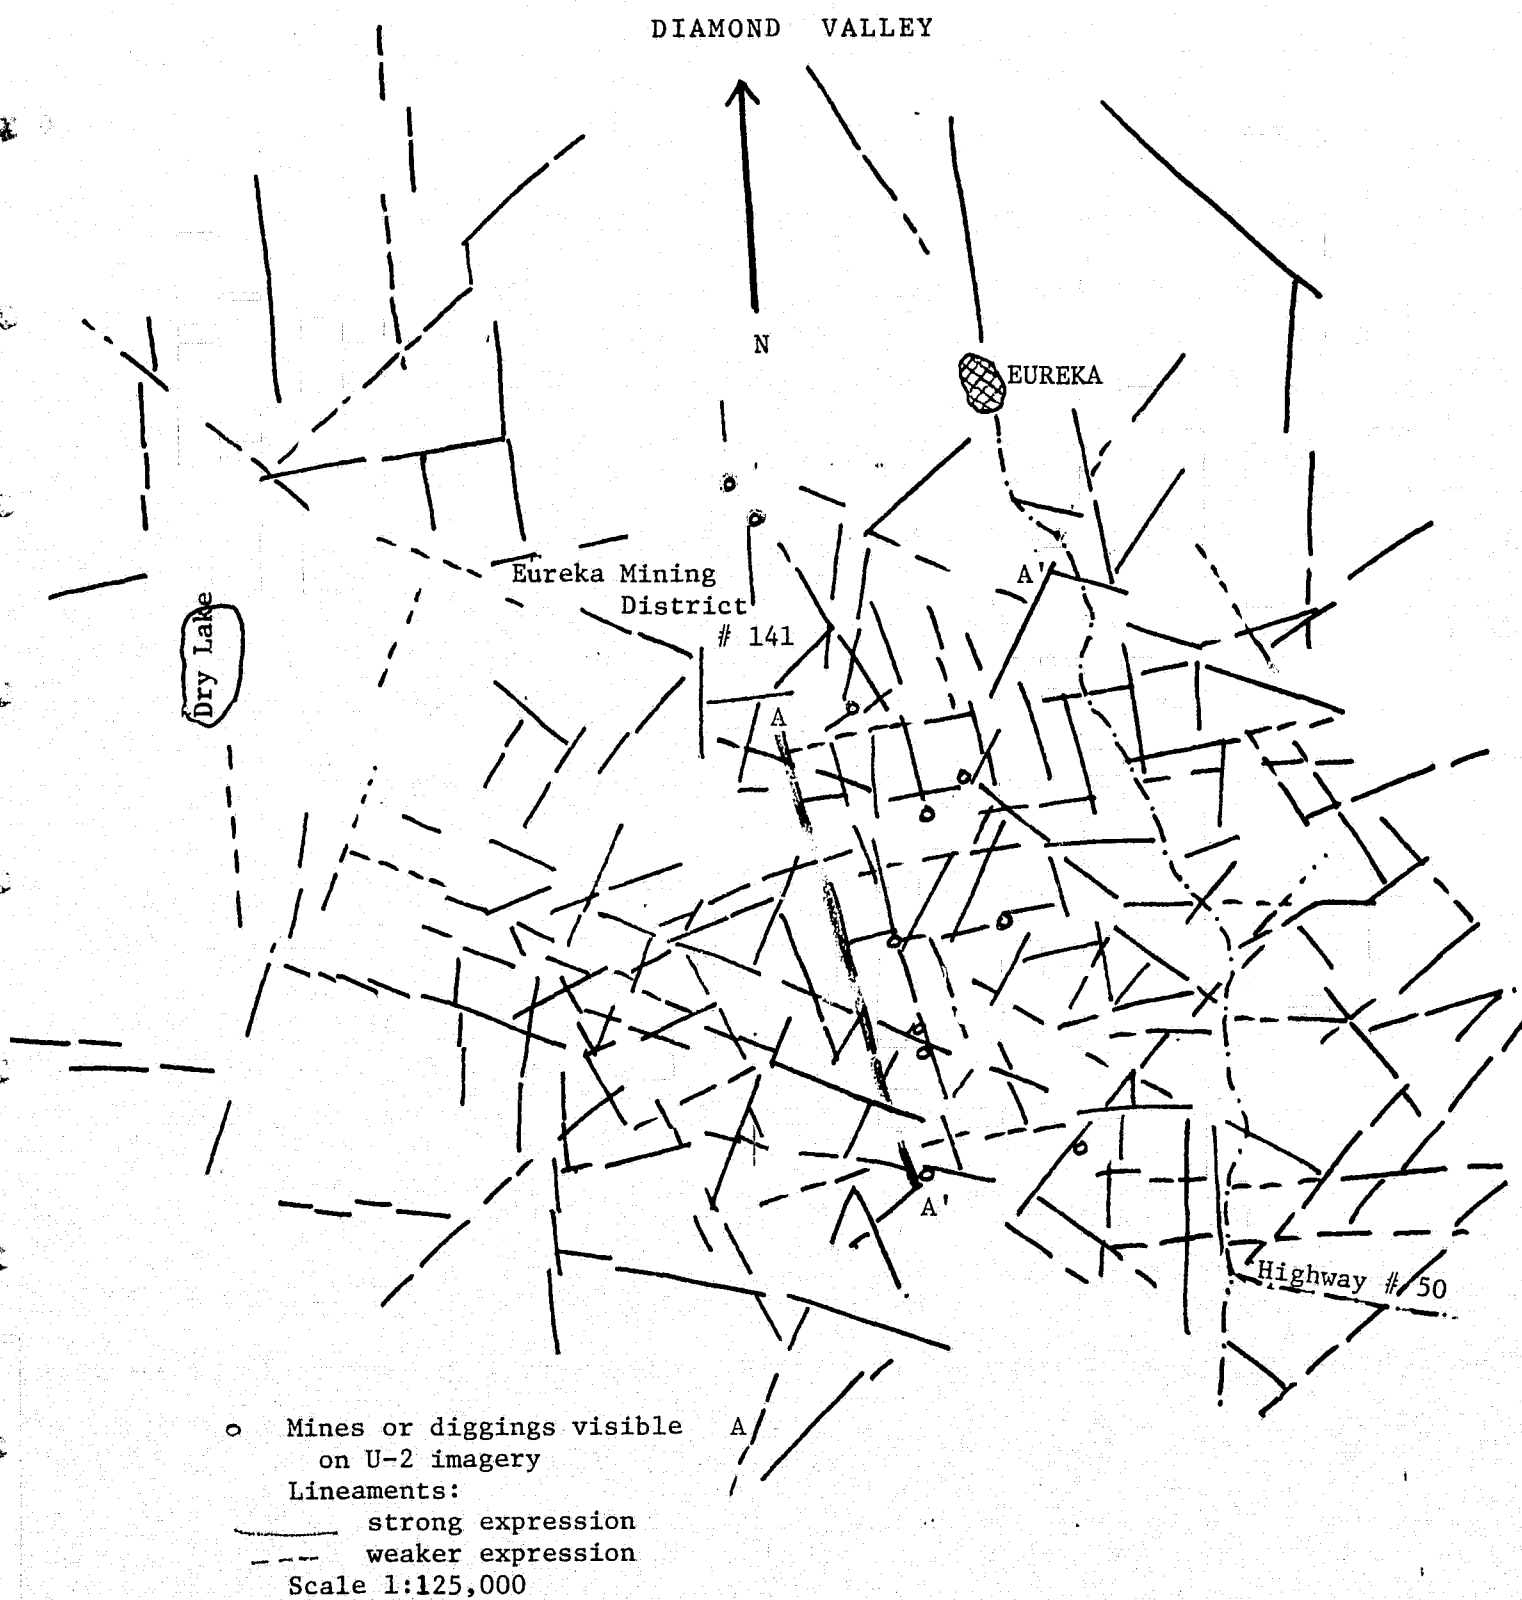 DIAMOND VALLEY
N
EUREKA
Eureka Mining
District
# 141
A'
Dry Lake
A
A'
Highway # 50
o Mines or diggings visible
on U-2 imagery
A
Lineaments:
strong expression
weaker expression
Scale 1:125,000